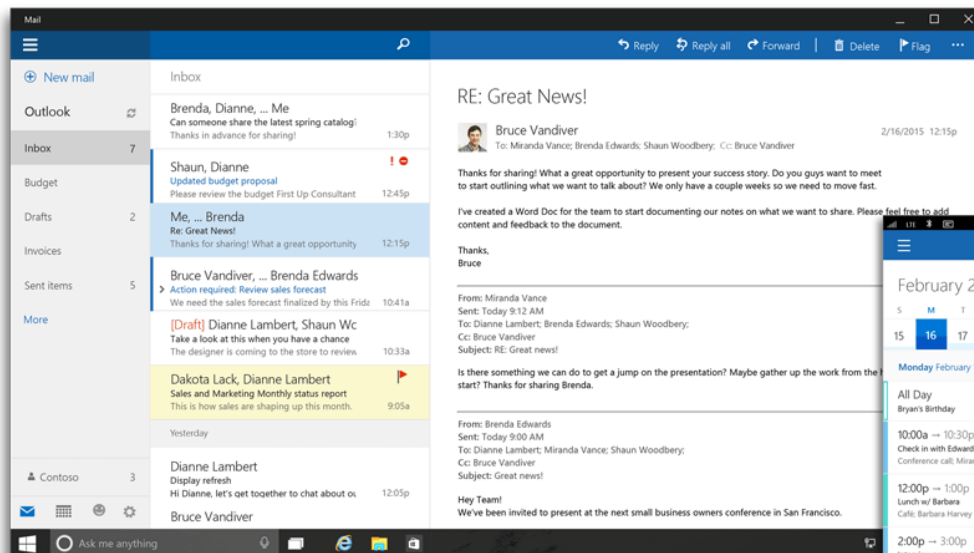 Mail
Reply
Reply all
Forward
Delete
Flag
New mail
Outlook
Inbox 7
Budget
Drafts 2
Invoices
Sent items 5
More
Contoso 3
Inbox
Brenda, Dianne, ... Me
Can someone share the latest spring catalog?
Thanks in advance for sharing! 1:30p
Shaun, Dianne
Updated budget proposal
Please review the budget First Up Consultant 12:45p
Me, ... Brenda
Re: Great News!
Thanks for sharing! What a great opportunity 12:15p
Bruce Vandiver, ... Brenda Edwards
Action required: Review sales forecast
We need the sales forecast finalized by this Frida 10:41a
[Draft] Dianne Lambert, Shaun Wc
Take a look at this when you have a chance
The designer is coming to the store to review 10:33a
Dakota Lack, Dianne Lambert
Sales and Marketing Monthly status report
This is how sales are shaping up this month. 9:05a
Yesterday
Dianne Lambert
Display refresh
Hi Dianne, let's get together to chat about ou 12:05p
Bruce Vandiver
RE: Great News!
Bruce Vandiver 2/16/2015 12:15p
To: Miranda Vance; Brenda Edwards; Shaun Woodbery; Cc: Bruce Vandiver
Thanks for sharing! What a great opportunity to present your success story. Do you guys want to meet
to start outlining what we want to talk about? We only have a couple weeks so we need to move fast.
I've created a Word Doc for the team to start documenting our notes on what we want to share. Please feel free to add
content and feedback to the document.
Thanks,
Bruce
From: Miranda Vance
Sent: Today 9:12 AM
To: Dianne Lambert; Brenda Edwards; Shaun Woodbery;
Cc: Bruce Vandiver
Subject: RE: Great news!
Is there something we can do to get a jump on the presentation? Maybe gather up the work from the
start? Thanks for sharing Brenda.
From: Brenda Edwards
Sent: Today 9:00 AM
To: Dianne Lambert; Miranda Vance; Shaun Woodbery;
Cc: Bruce Vandiver
Subject: Great news!
Hey Team!
We've been invited to present at the next small business owners conference in San Francisco.
LTE
February 2
S M T
15 16 17
Monday February
All Day
Bryan's Birthday
10:00a → 10:30p
Check in with Edward
Conference call; Miran
12:00p → 1:00p
Lunch w/ Barbara
Café; Barbara Harvey
2:00p → 3:00p
Ask me anything